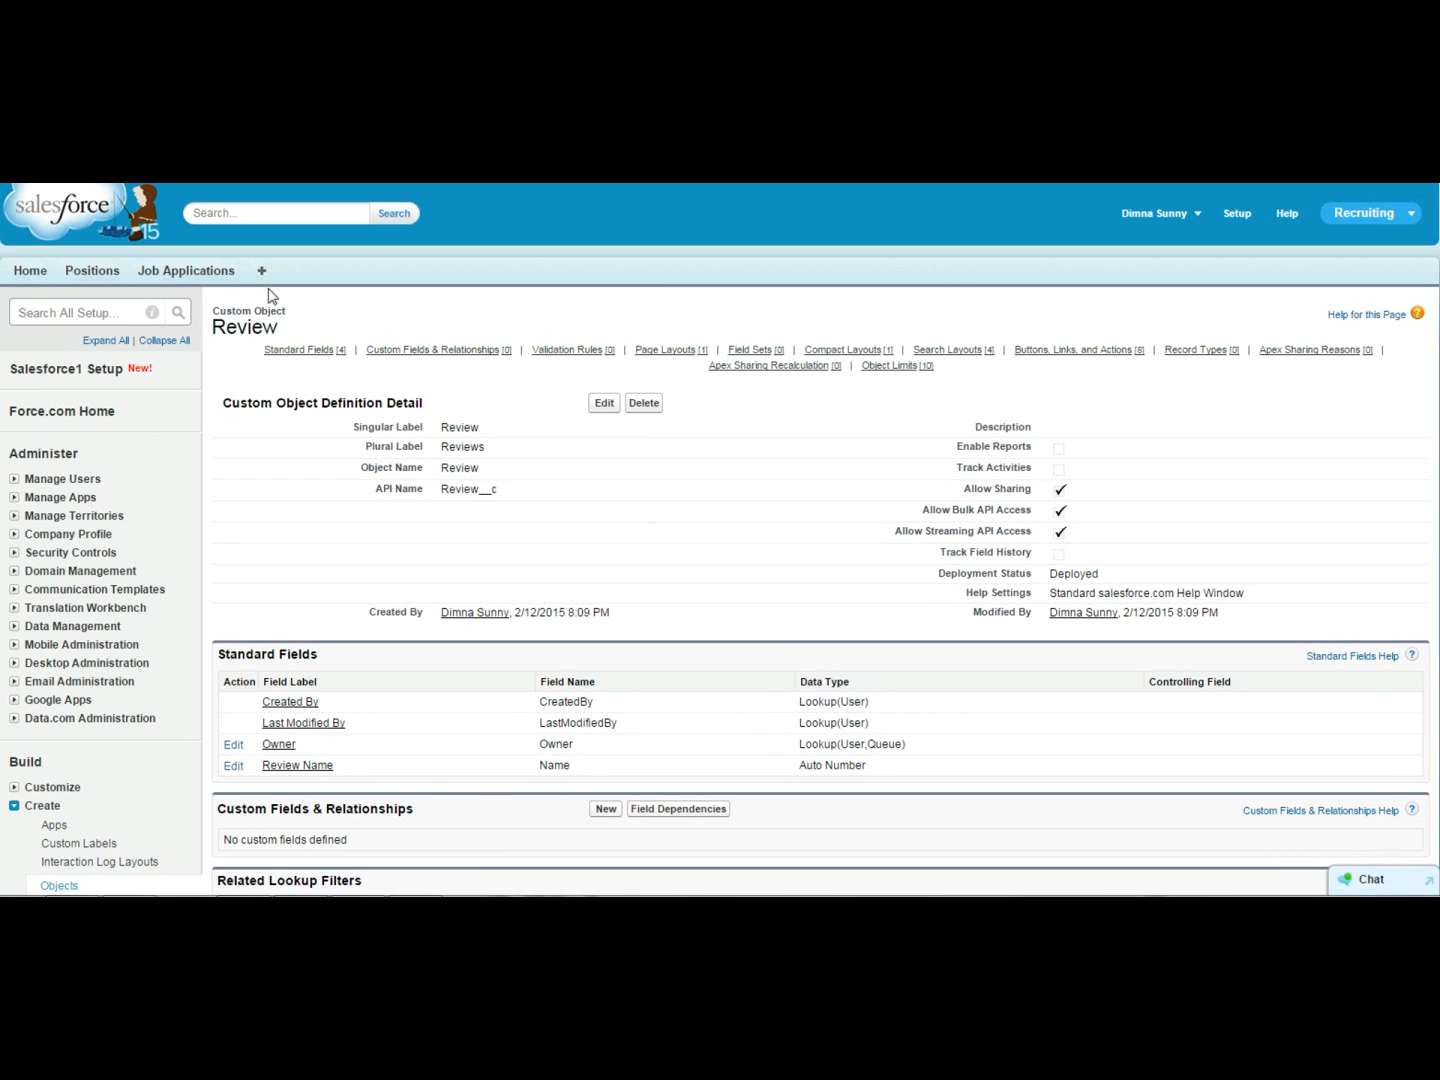 salesforce
15
Search...
Search
Dimna Sunny
Setup
Help
Recruiting
Home
Positions
Job Applications
+
Search All Setup...
Expand All | Collapse All
Salesforce1 Setup New!
Force.com Home
Administer
Manage Users
Manage Apps
Manage Territories
Company Profile
Security Controls
Domain Management
Communication Templates
Translation Workbench
Data Management
Mobile Administration
Desktop Administration
Email Administration
Google Apps
Data.com Administration
Build
Customize
Create
Apps
Custom Labels
Interaction Log Layouts
Objects
Custom Object
Review
Help for this Page ?
Standard Fields [4] | Custom Fields & Relationships [0] | Validation Rules [0] | Page Layouts [1] | Field Sets [0] | Compact Layouts [1] | Search Layouts [4] | Buttons, Links, and Actions [8] | Record Types [0] | Apex Sharing Reasons [0] |
Apex Sharing Recalculation [0] | Object Limits [10]
Custom Object Definition Detail Edit Delete
Singular Label Review Description
Plural Label Reviews Enable Reports
Object Name Review Track Activities
API Name Review__c Allow Sharing ✓
Allow Bulk API Access ✓
Allow Streaming API Access ✓
Track Field History
Deployment Status Deployed
Help Settings Standard salesforce.com Help Window
Created By Dimna Sunny, 2/12/2015 8:09 PM Modified By Dimna Sunny, 2/12/2015 8:09 PM
Standard Fields Standard Fields Help ?
Action Field Label Field Name Data Type Controlling Field
Created By CreatedBy Lookup(User)
Last Modified By LastModifiedBy Lookup(User)
Edit Owner Owner Lookup(User,Queue)
Edit Review Name Name Auto Number
Custom Fields & Relationships New Field Dependencies Custom Fields & Relationships Help ?
No custom fields defined
Related Lookup Filters
Chat